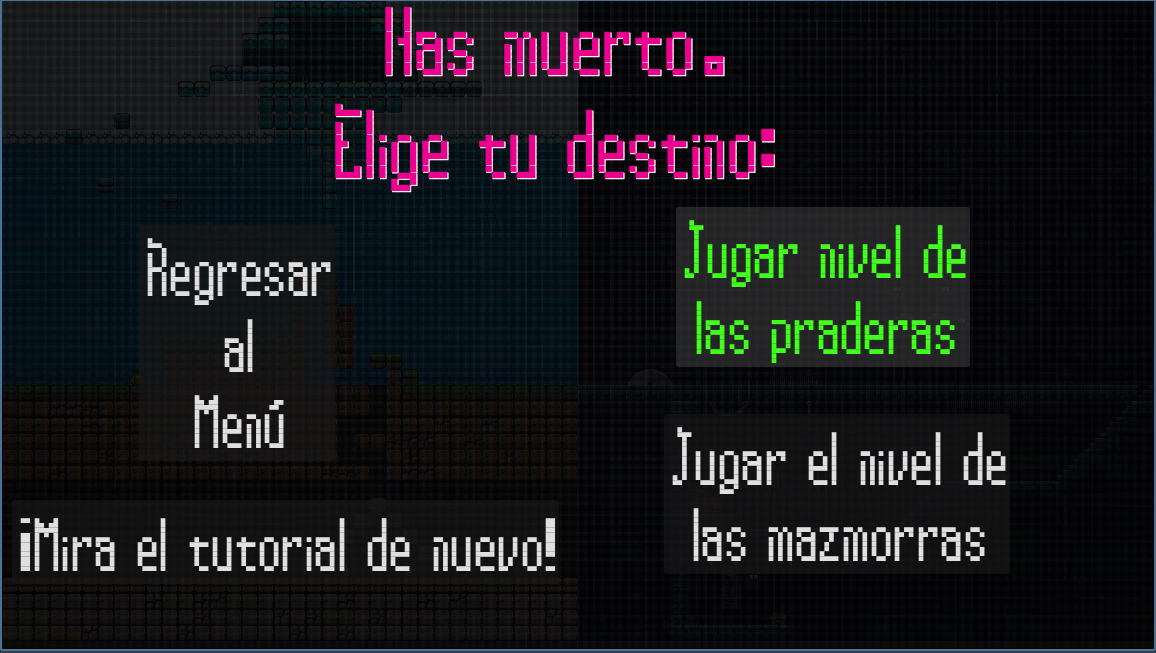 Has muerto.
Elige tu destino:
Regresar
al
Menú
¡Mira el tutorial de nuevo!
Jugar nivel de
las praderas
Jugar el nivel de
las mazmorras